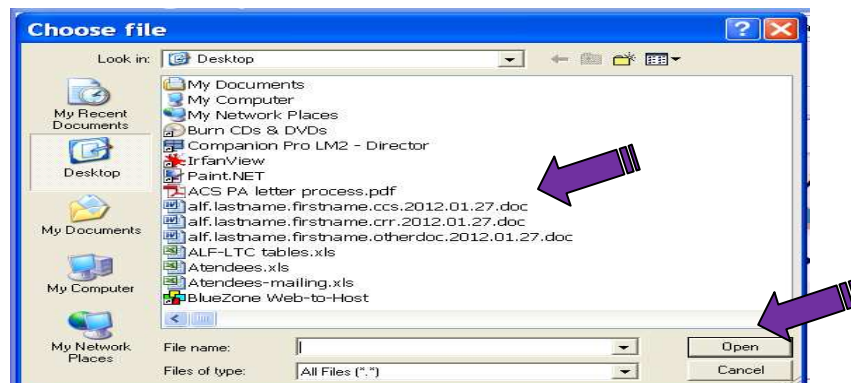 Choose file
Look in: Desktop
My Recent
Documents
Desktop
My Documents
My Computer
My Network
Places
My Documents
My Computer
My Network Places
Burn CDs & DVDs
Companion Pro LM2 - Director
IrfanView
Paint.NET
ACS PA letter process.pdf
alf.lastname.firstname.ccs.2012.01.27.doc
alf.lastname.firstname.crr.2012.01.27.doc
alf.lastname.firstname.otherdoc.2012.01.27.doc
ALF-LTC tables.xls
Atendees.xls
Atendees-mailing.xls
BlueZone Web-to-Host
File name: Open
Files of type: All Files (*.*) Cancel